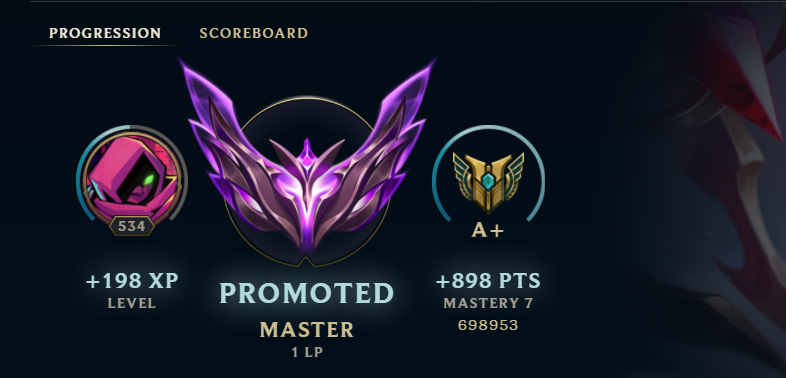 PROGRESSION
SCOREBOARD
534
+198 XP
LEVEL
PROMOTED
MASTER
1 LP
A+
+898 PTS
MASTERY 7
698953